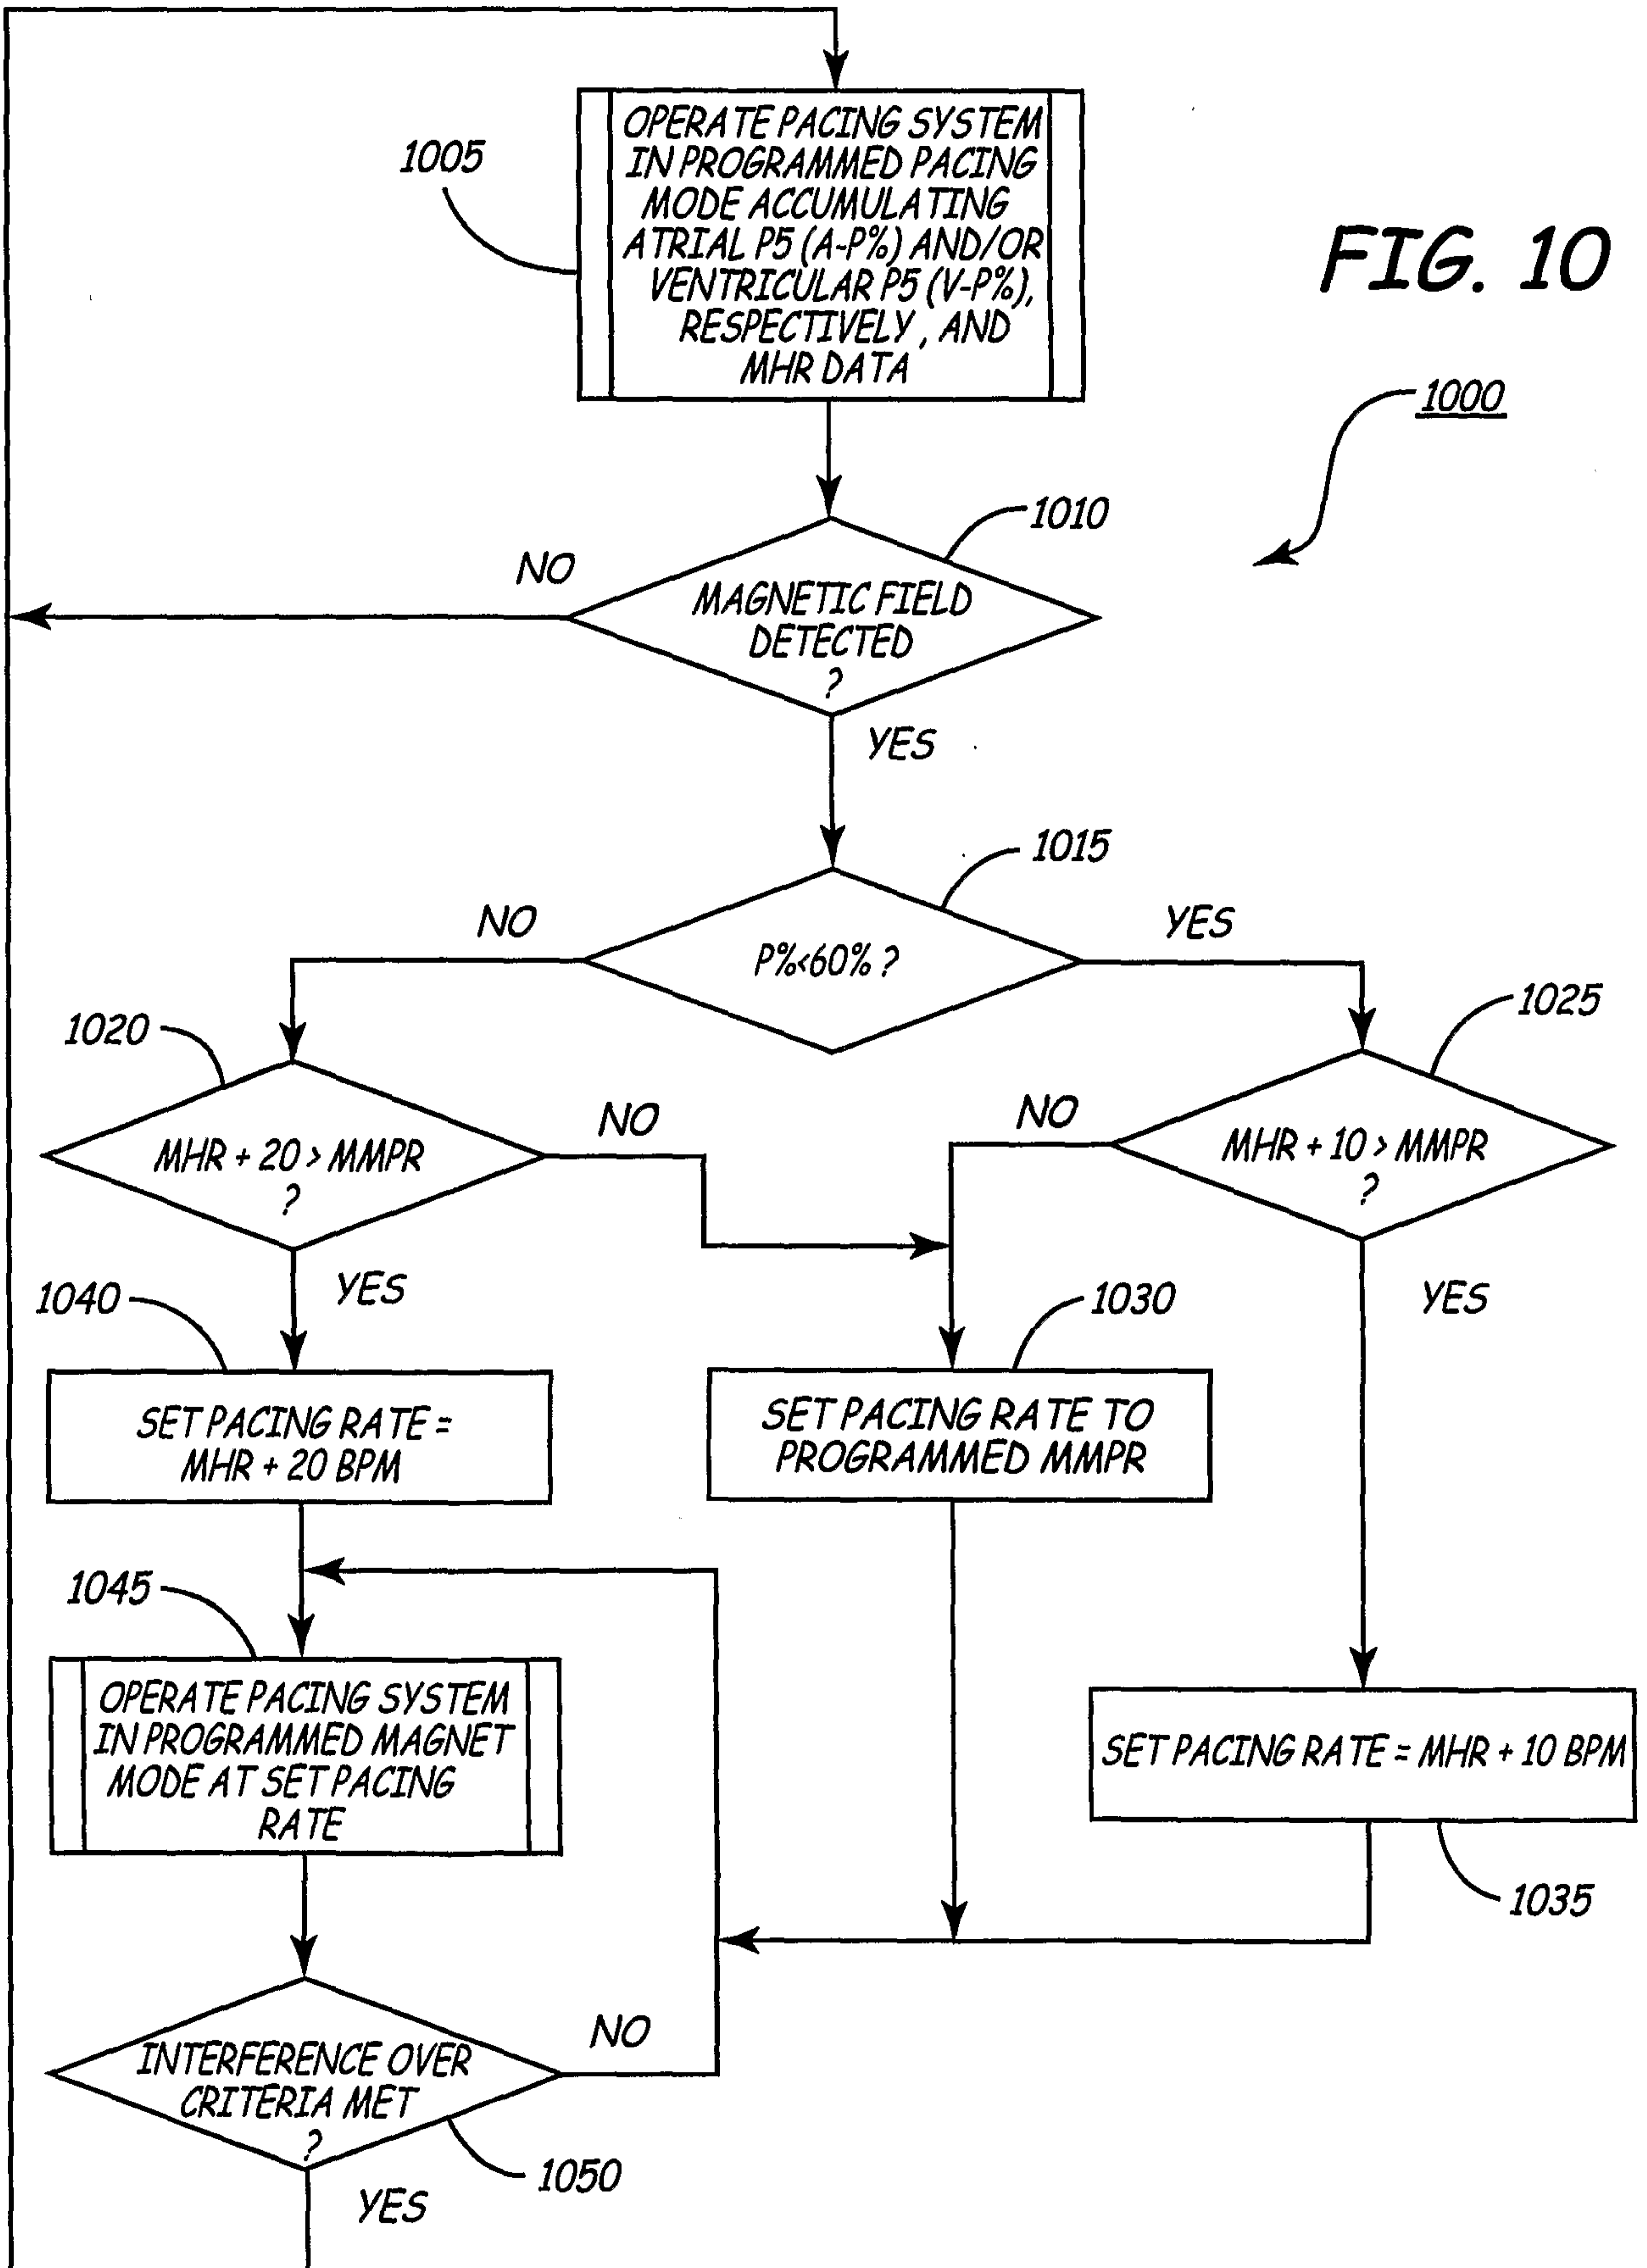 OPERATE PACING SYSTEM
IN PROGRAMMED PACING
MODE ACCUMULATING
ATRIAL P5 (A-P%) AND/OR
VENTRICULAR P5 (V-P%),
RESPECTIVELY, AND
MHR DATA
1005
FIG. 10
1000
1010
NO
MAGNETIC FIELD
DETECTED
?
YES
1015
NO
YES
P%<60% ?
1020
1025
NO
NO
MHR + 20 > MMPR
?
MHR + 10 > MMPR
?
YES
YES
1040
1030
SET PACING RATE =
MHR + 20 BPM
SET PACING RATE TO
PROGRAMMED MMPR
1045
OPERATE PACING SYSTEM
IN PROGRAMMED MAGNET
MODE AT SET PACING
RATE
SET PACING RATE = MHR + 10 BPM
1035
NO
INTERFERENCE OVER
CRITERIA MET
?
1050
YES